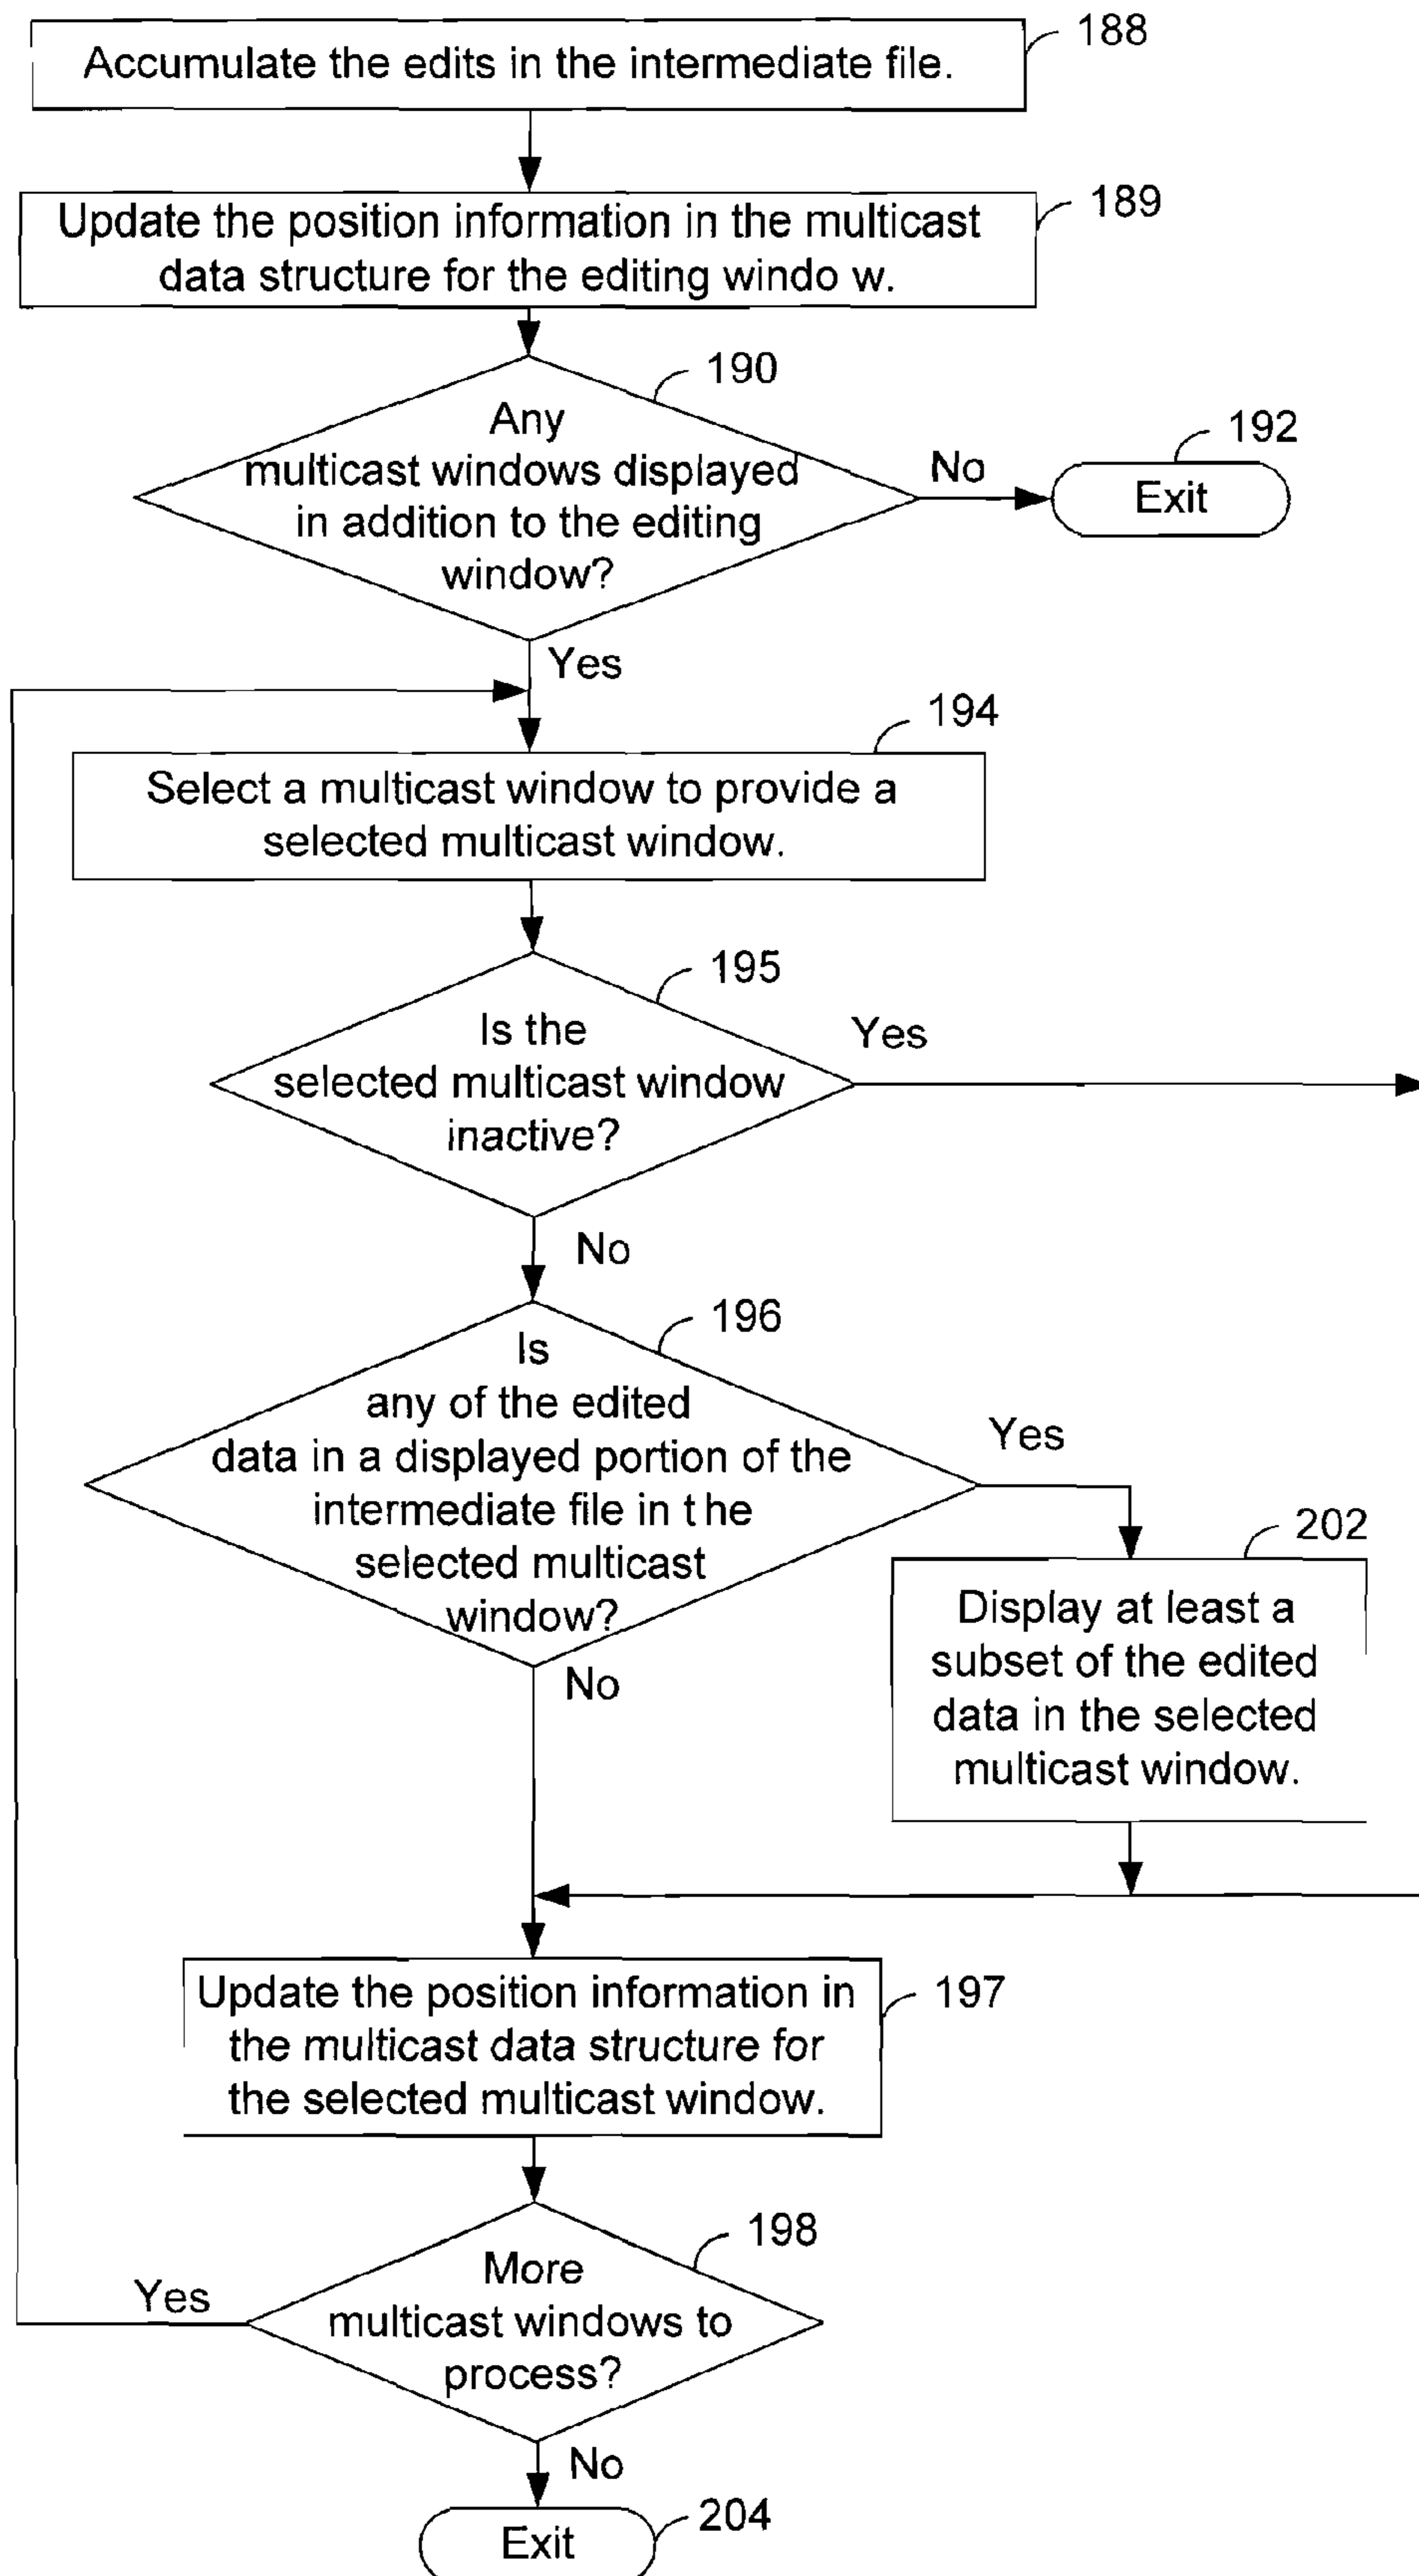 188
Accumulate the edits in the intermediate file.
189
Update the position information in the multicast
data structure for the editing windo w.
190
Any
multicast windows displayed
in addition to the editing
window?
No
192
Exit
Yes
194
Select a multicast window to provide a
selected multicast window.
195
Is the
selected multicast window
inactive?
Yes
No
196
Is
any of the edited
data in a displayed portion of the
intermediate file in t he
selected multicast
window?
Yes
No
202
Display at least a
subset of the edited
data in the selected
multicast window.
197
Update the position information in
the multicast data structure for
the selected multicast window.
198
More
multicast windows to
process?
Yes
No
204
Exit